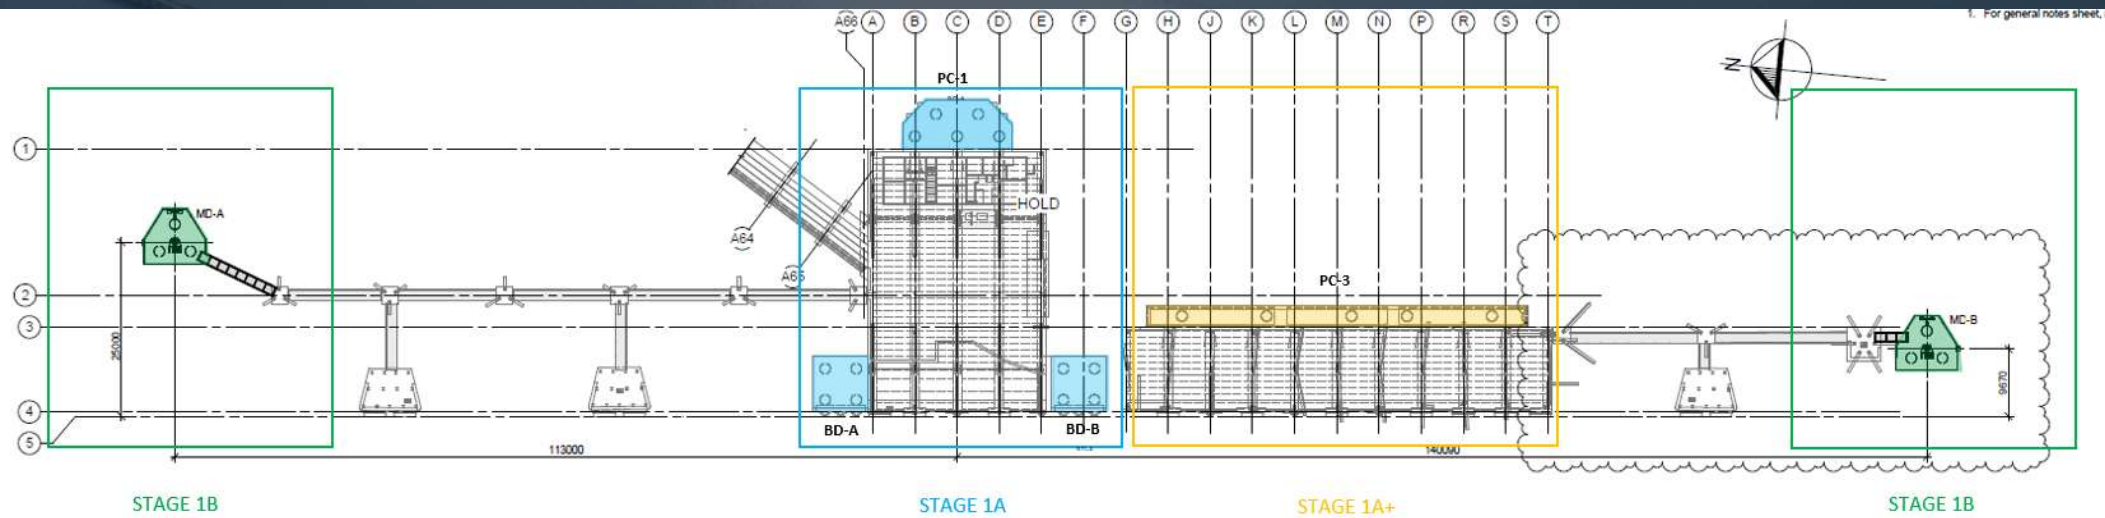 A66 A B C D E F G H J K L M N P R S T
1. For general notes sheet,
N
PC-1
1
HOLD
MD-A
A64
A65
2
PC-3
3
MD-B
25000
9670
4
BD-A
BD-B
5
113000
140090
STAGE 1B
STAGE 1A
STAGE 1A+
STAGE 1B